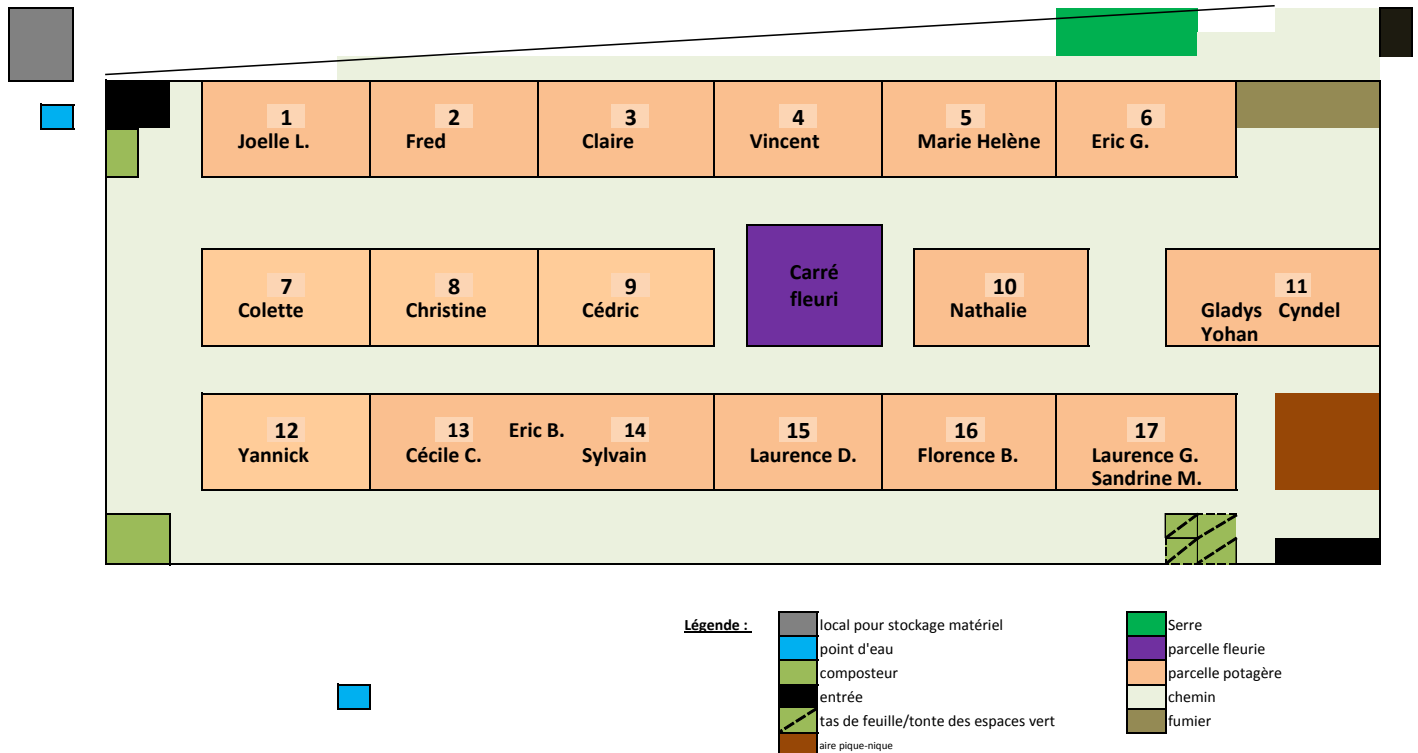 1 2 3 4 5 6
Joelle L. Fred Claire Vincent Marie Helène Eric G.
Carré
fleuri
7 8 9 10 11
Colette Christine Cédric Nathalie Gladys Cyndel
Yohan
12 13 Eric B. 14 15 16 17
Yannick Cécile C. Sylvain Laurence D. Florence B. Laurence G.
Sandrine M.
Légende : local pour stockage matériel Serre
point d'eau parcelle fleurie
composteur parcelle potagère
entrée chemin
tas de feuille/tonte des espaces vert fumier
aire pique-nique